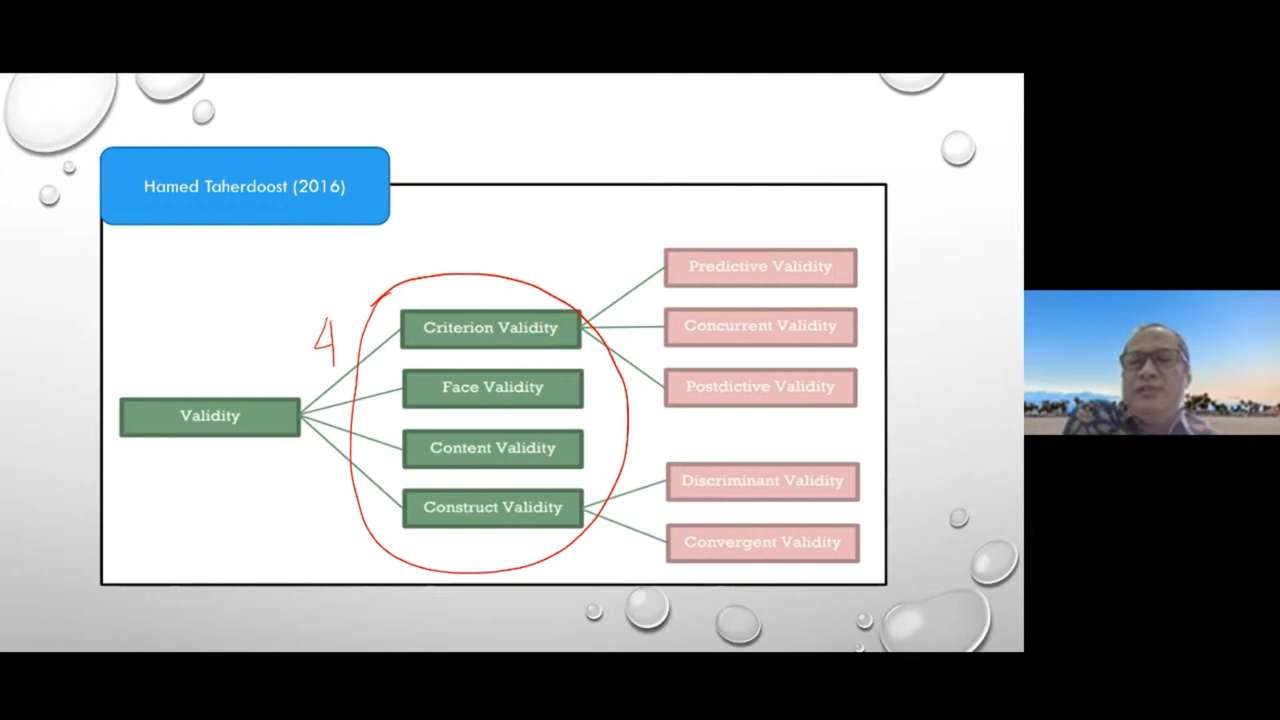 Hamed Taherdoost (2016)
Predictive Validity
4
Criterion Validity
Concurrent Validity
Face Validity
Postdictive Validity
Validity
Content Validity
Discriminant Validity
Construct Validity
Convergent Validity